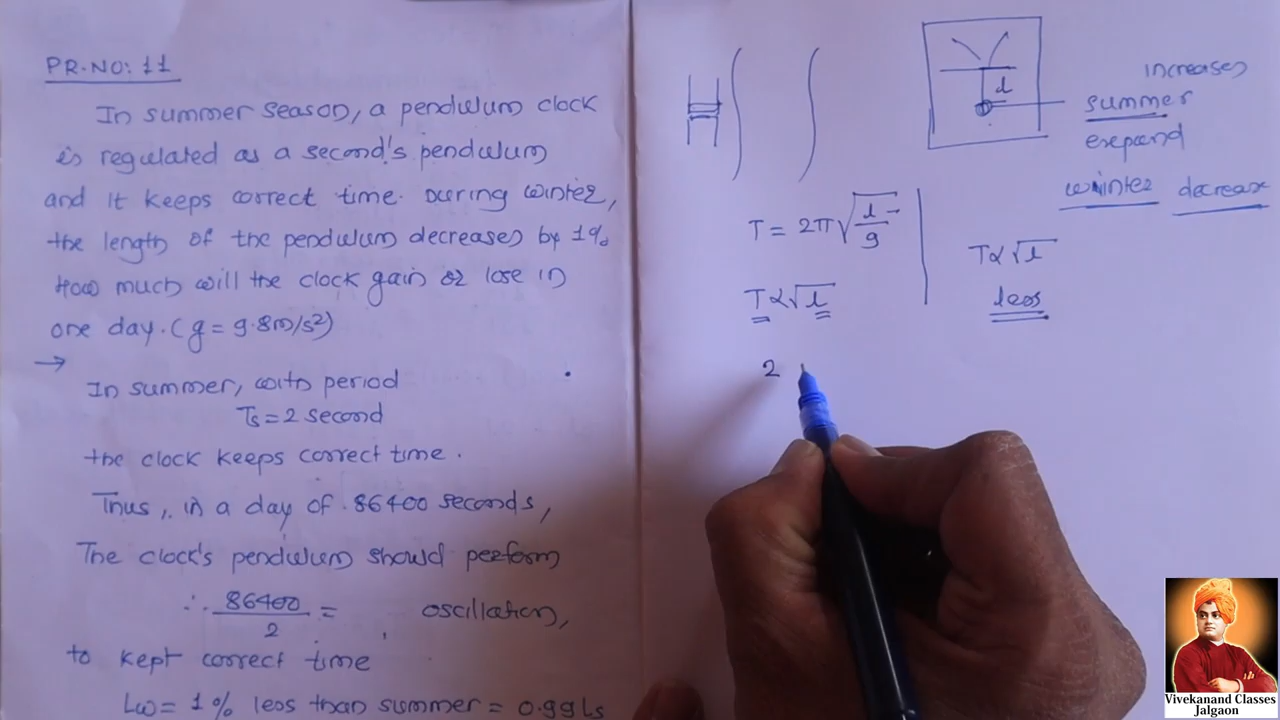 PR.NO: 11
In summer season, a pendulum clock
is regulated as a second's pendulum
and it keeps correct time. During winter,
the length of the pendulum decreases by 1%
How much will the clock gain or lose in
one day. (g = 9.8m/s²)
→
In summer, with period
Ts = 2 second
the clock keeps correct time.
Thus, in a day of 86400 seconds,
The clock's pendulum should perform
∴ 86400/2 = oscillation,
to kept correct time
Lw = 1% less than summer = 0.99Ls
l
increases
summer
expand
winter decrease
T = 2π√(l/g)
T ∝ √l
T ∝ √l
less
2
Vivekanand Classes
Jalgaon